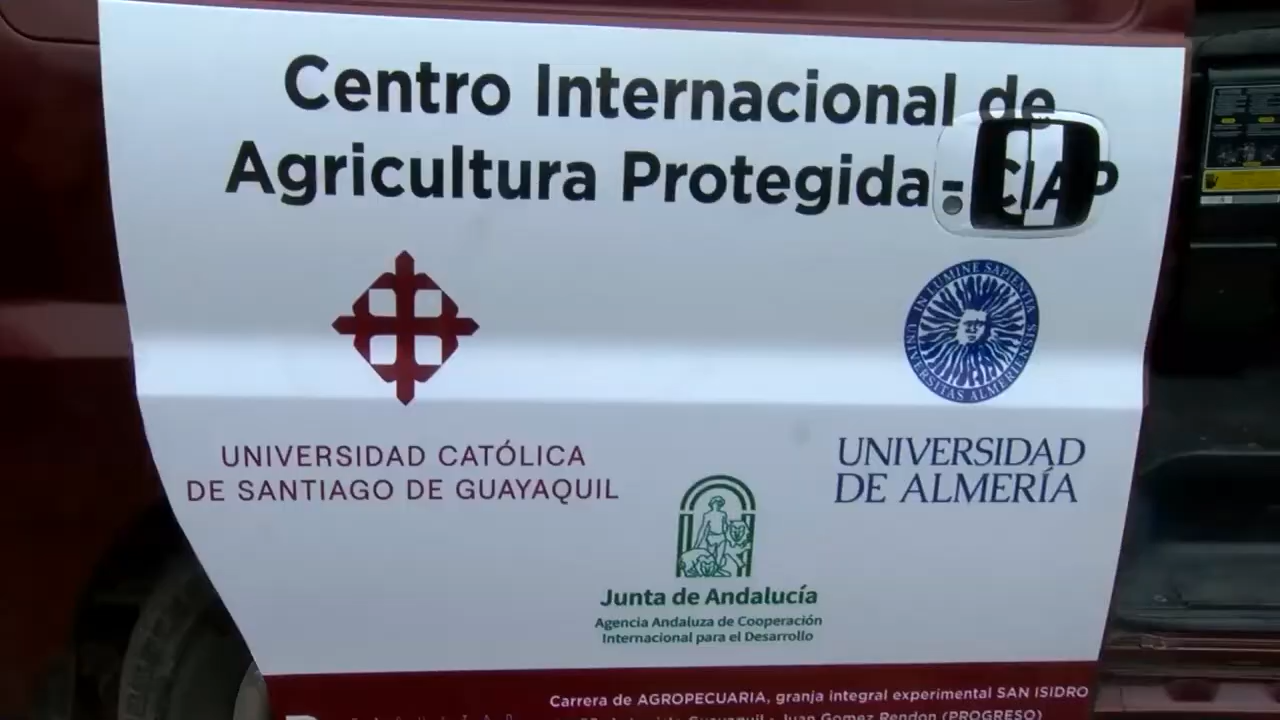 Centro Internacional de
Agricultura Protegida - CIAP
IN LUMINE SAPIENTIA
UNIVERSITAS ALMERIENSIS
UNIVERSIDAD CATÓLICA
DE SANTIAGO DE GUAYAQUIL
UNIVERSIDAD
DE ALMERÍA
Junta de Andalucía
Agencia Andaluza de Cooperación
Internacional para el Desarrollo
Carrera de AGROPECUARIA, granja integral experimental SAN ISIDRO
Guayaquil - Juan Gomez Rendon (PROGRESO)